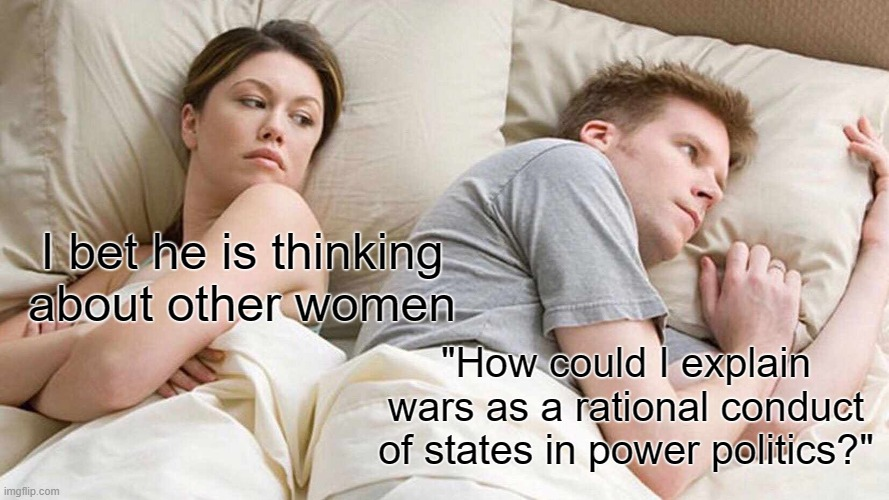 I bet he is thinking
about other women
"How could I explain
wars as a rational conduct
of states in power politics?"
imgflip.com